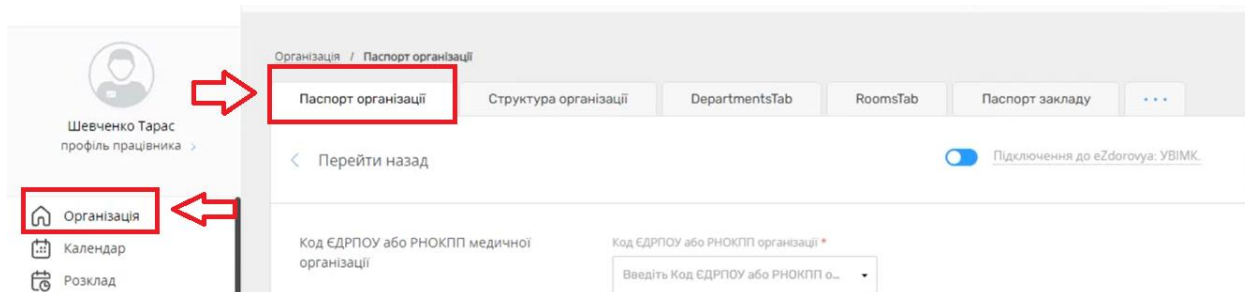 Організація / Паспорт організації
Паспорт організації Структура організації DepartmentsTab RoomsTab Паспорт закладу ...
Шевченко Тарас
профіль працівника >
< Перейти назад Підключення до eZdorovya: УВІМК.
Організація
Календар
Розклад
Код ЄДРПОУ або РНОКПП медичної
організації
Код ЄДРПОУ або РНОКПП організації *
Введіть Код ЄДРПОУ або РНОКПП о...